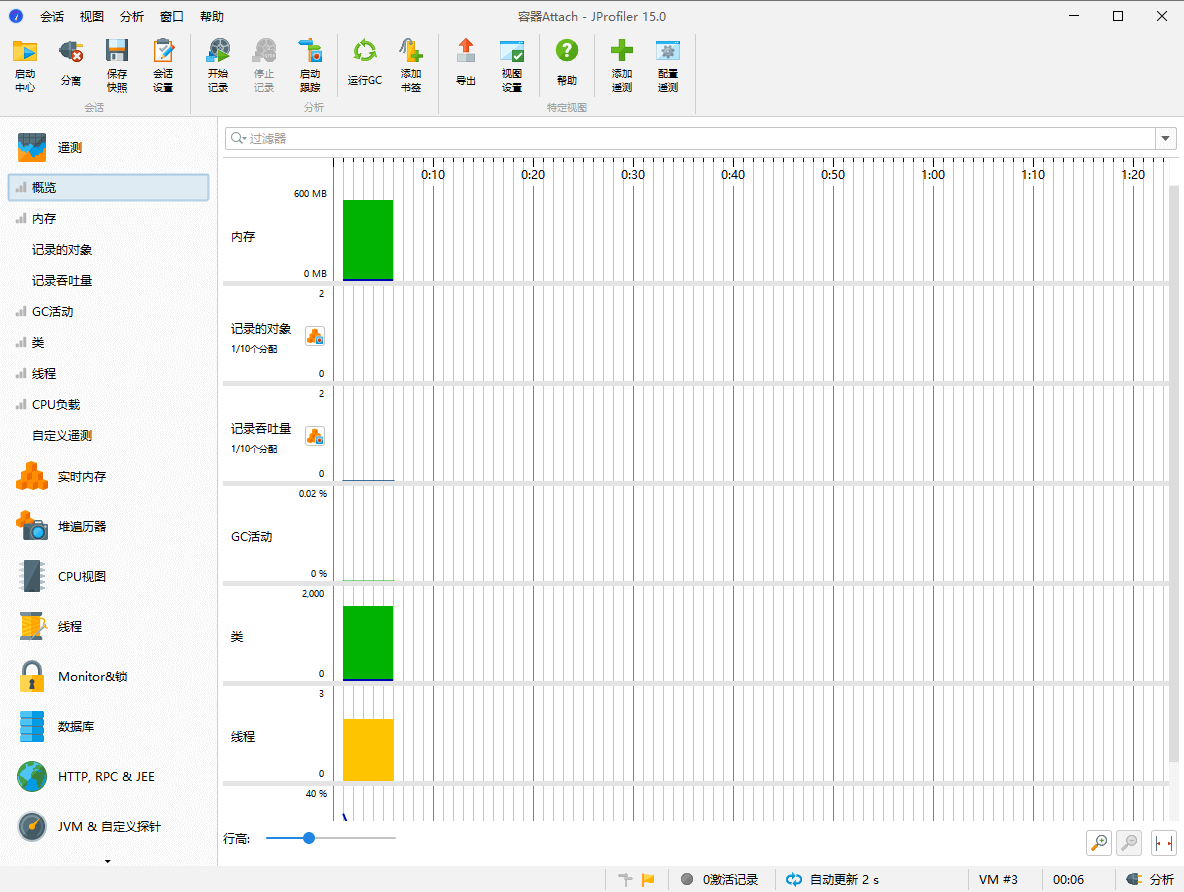 容器Attach - JProfiler 15.0
会话 视图 分析 窗口 帮助
启动中心
分离
保存快照
会话设置
开始记录
停止记录
启动跟踪
运行GC
添加书签
导出
视图设置
帮助
添加遥测
配置遥测
会话
分析
特定视图
遥测
概览
内存
记录的对象
记录吞吐量
GC活动
类
线程
CPU负载
自定义遥测
实时内存
堆遍历器
CPU视图
线程
Monitor&锁
数据库
HTTP, RPC & JEE
JVM & 自定义探针
过滤器
0:10 0:20 0:30 0:40 0:50 1:00 1:10 1:20
600 MB
内存
0 MB
2
记录的对象
1/10个分配
0
2
记录吞吐量
1/10个分配
0
0.02 %
GC活动
0 %
2,000
类
0
3
线程
0
40 %
行高:
0激活记录
自动更新 2 s
VM #3
00:06
分析